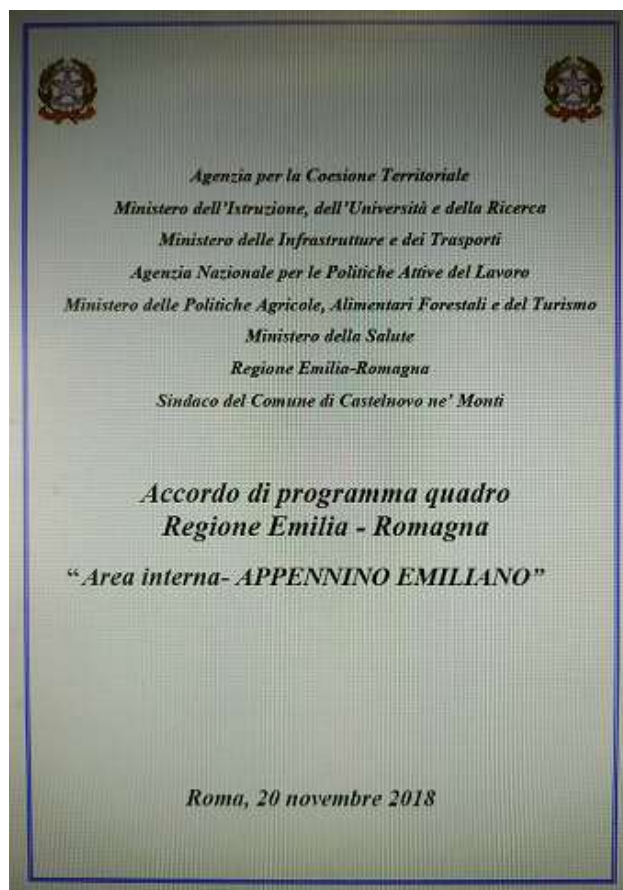 Agenzia per la Coesione Territoriale
Ministero dell'Istruzione, dell'Università e della Ricerca
Ministero delle Infrastrutture e dei Trasporti
Agenzia Nazionale per le Politiche Attive del Lavoro
Ministero delle Politiche Agricole, Alimentari Forestali e del Turismo
Ministero della Salute
Regione Emilia-Romagna
Sindaco del Comune di Castelnovo ne' Monti
Accordo di programma quadro
Regione Emilia - Romagna
“Area interna- APPENNINO EMILIANO”
Roma, 20 novembre 2018